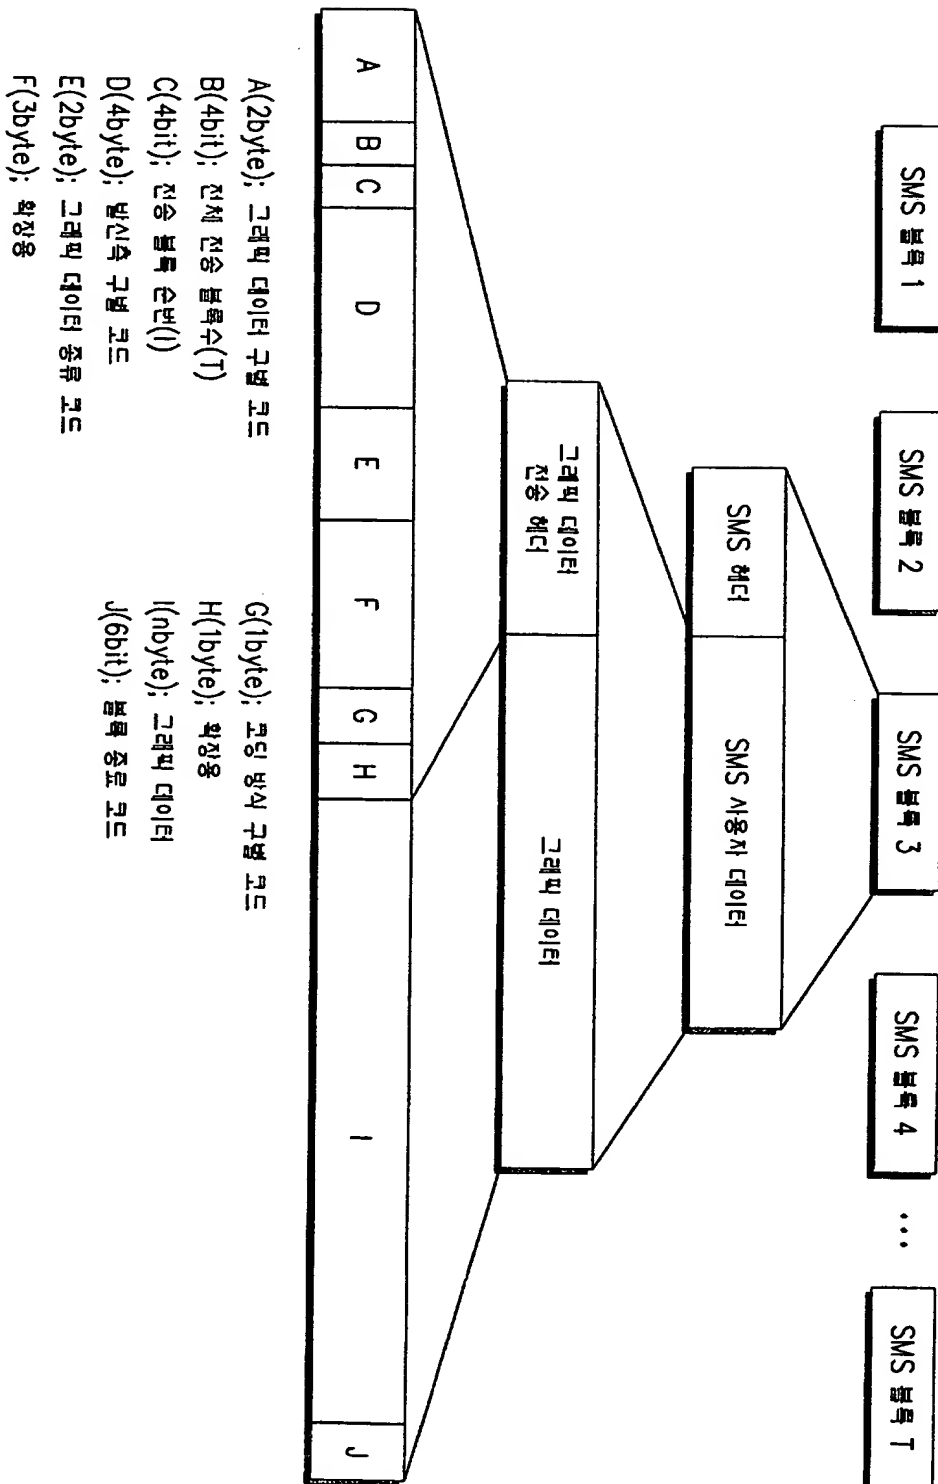 SMS 블록 1
SMS 블록 2
SMS 블록 3
SMS 블록 4
...
SMS 블록 T
SMS 헤더
SMS 사용자 데이터
그래픽 데이터
전송 헤더
그래픽 데이터
A
B
C
D
E
F
G
H
I
J
A(2byte); 그래픽 데이터 구별 코드
B(4bit); 전체 전송 블록수(T)
C(4bit); 전송 블록 순번(I)
D(4byte); 발신측 구별 코드
E(2byte); 그래픽 데이터 종류 코드
F(3byte); 확장용
G(1byte); 코딩 방식 구별 코드
H(1byte); 확장용
I(nbyte); 그래픽 데이터
J(6bit); 블록 종료 코드